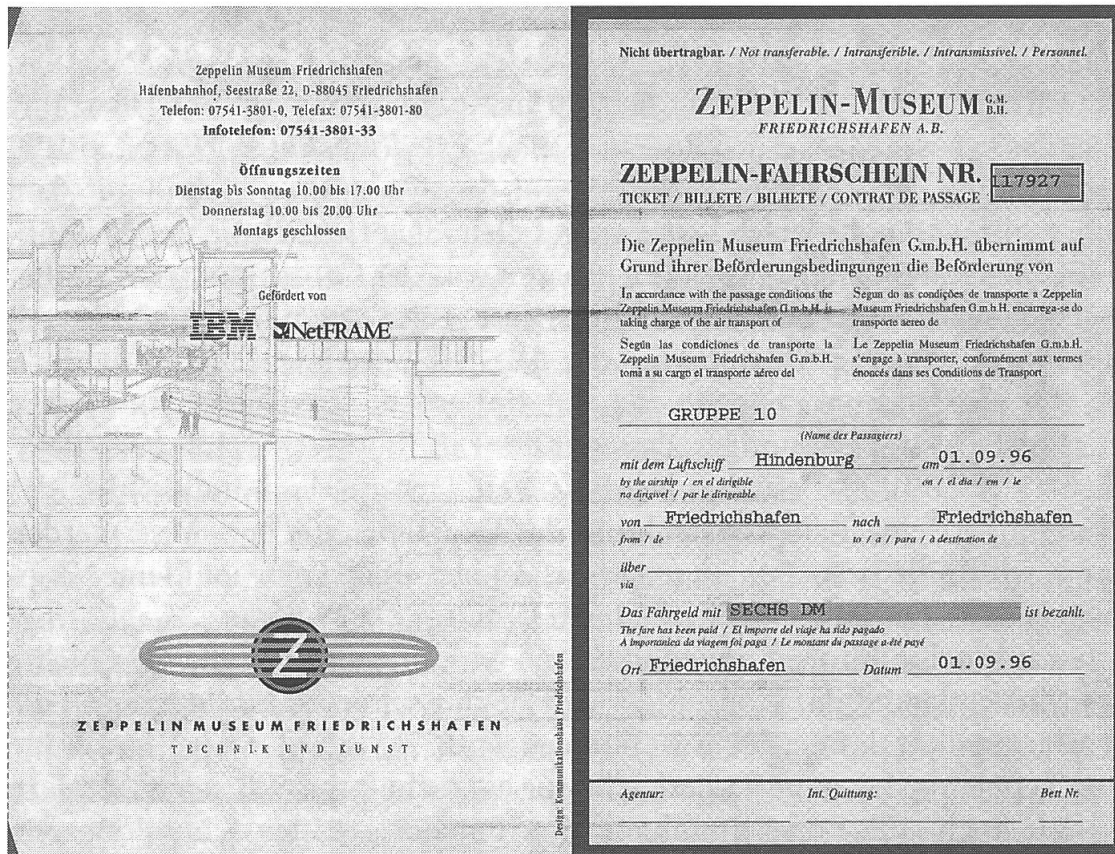 Zeppelin Museum Friedrichshafen
Hafenbahnhof, Seestraße 22, D-88045 Friedrichshafen
Telefon: 07541-3801-0, Telefax: 07541-3801-80
Infotelefon: 07541-3801-33
Öffnungszeiten
Dienstag bis Sonntag 10.00 bis 17.00 Uhr
Donnerstag 10.00 bis 20.00 Uhr
Montags geschlossen
Gefördert von
IBM NetFRAME
Z
ZEPPELIN MUSEUM FRIEDRICHSHAFEN
TECHNIK UND KUNST
Design: Kommunikationshaus Friedrichshafen
Nicht übertragbar. / Not transferable. / Intransferible. / Intransmissivel. / Personnel.
ZEPPELIN-MUSEUM G.M.B.H.
FRIEDRICHSHAFEN A.B.
ZEPPELIN-FAHRSCHEIN NR. 117927
TICKET / BILLETE / BILHETE / CONTRAT DE PASSAGE
Die Zeppelin Museum Friedrichshafen G.m.b.H. übernimmt auf
Grund ihrer Beförderungsbedingungen die Beförderung von
In accordance with the passage conditions the
Zeppelin Museum Friedrichshafen G.m.b.H. is
taking charge of the air transport of
Segun do as condições de transporte a Zeppelin
Museum Friedrichshafen G.m.b.H. encarrega-se do
transporte aereo de
Según las condiciones de transporte la
Zeppelin Museum Friedrichshafen G.m.b.H.
toma a su cargo el transporte aéreo del
Le Zeppelin Museum Friedrichshafen G.m.b.H.
s'engage à transporter, conformément aux termes
énoncés dans ses Conditions de Transport
GRUPPE 10
(Name des Passagiers)
mit dem Luftschiff Hindenburg am 01.09.96
by the airship / en el dirigible on / el día / em / le
no dirigivel / par le dirigeable
von Friedrichshafen nach Friedrichshafen
from / de to / a / para / à destination de
über
via
Das Fahrgeld mit SECHS DM ist bezahlt.
The fare has been paid / El importe del viaje ha sido pagado
A importanica da viagem foi paga / Le montant du passage a-été payé
Ort Friedrichshafen Datum 01.09.96
Agentur: Int. Quittung: Bett Nr.